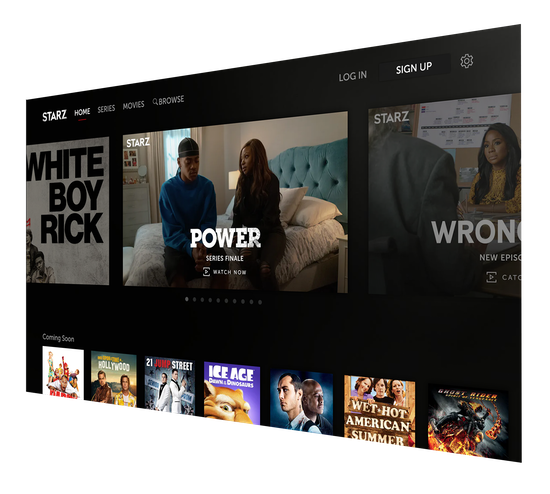 LOG IN
SIGN UP
STARZ
HOME
SERIES
MOVIES
BROWSE
WHITE
BOY
RICK
STARZ
POWER
SERIES FINALE
WATCH NOW
STARZ
WRONG
NEW EPISO
CATC
Coming Soon
HOLLYWOOD
21 JUMP STREET
ICE AGE
DAWN OF THE DINOSAURS
WET HOT
AMERICAN
SUMMER
GHOST RIDER